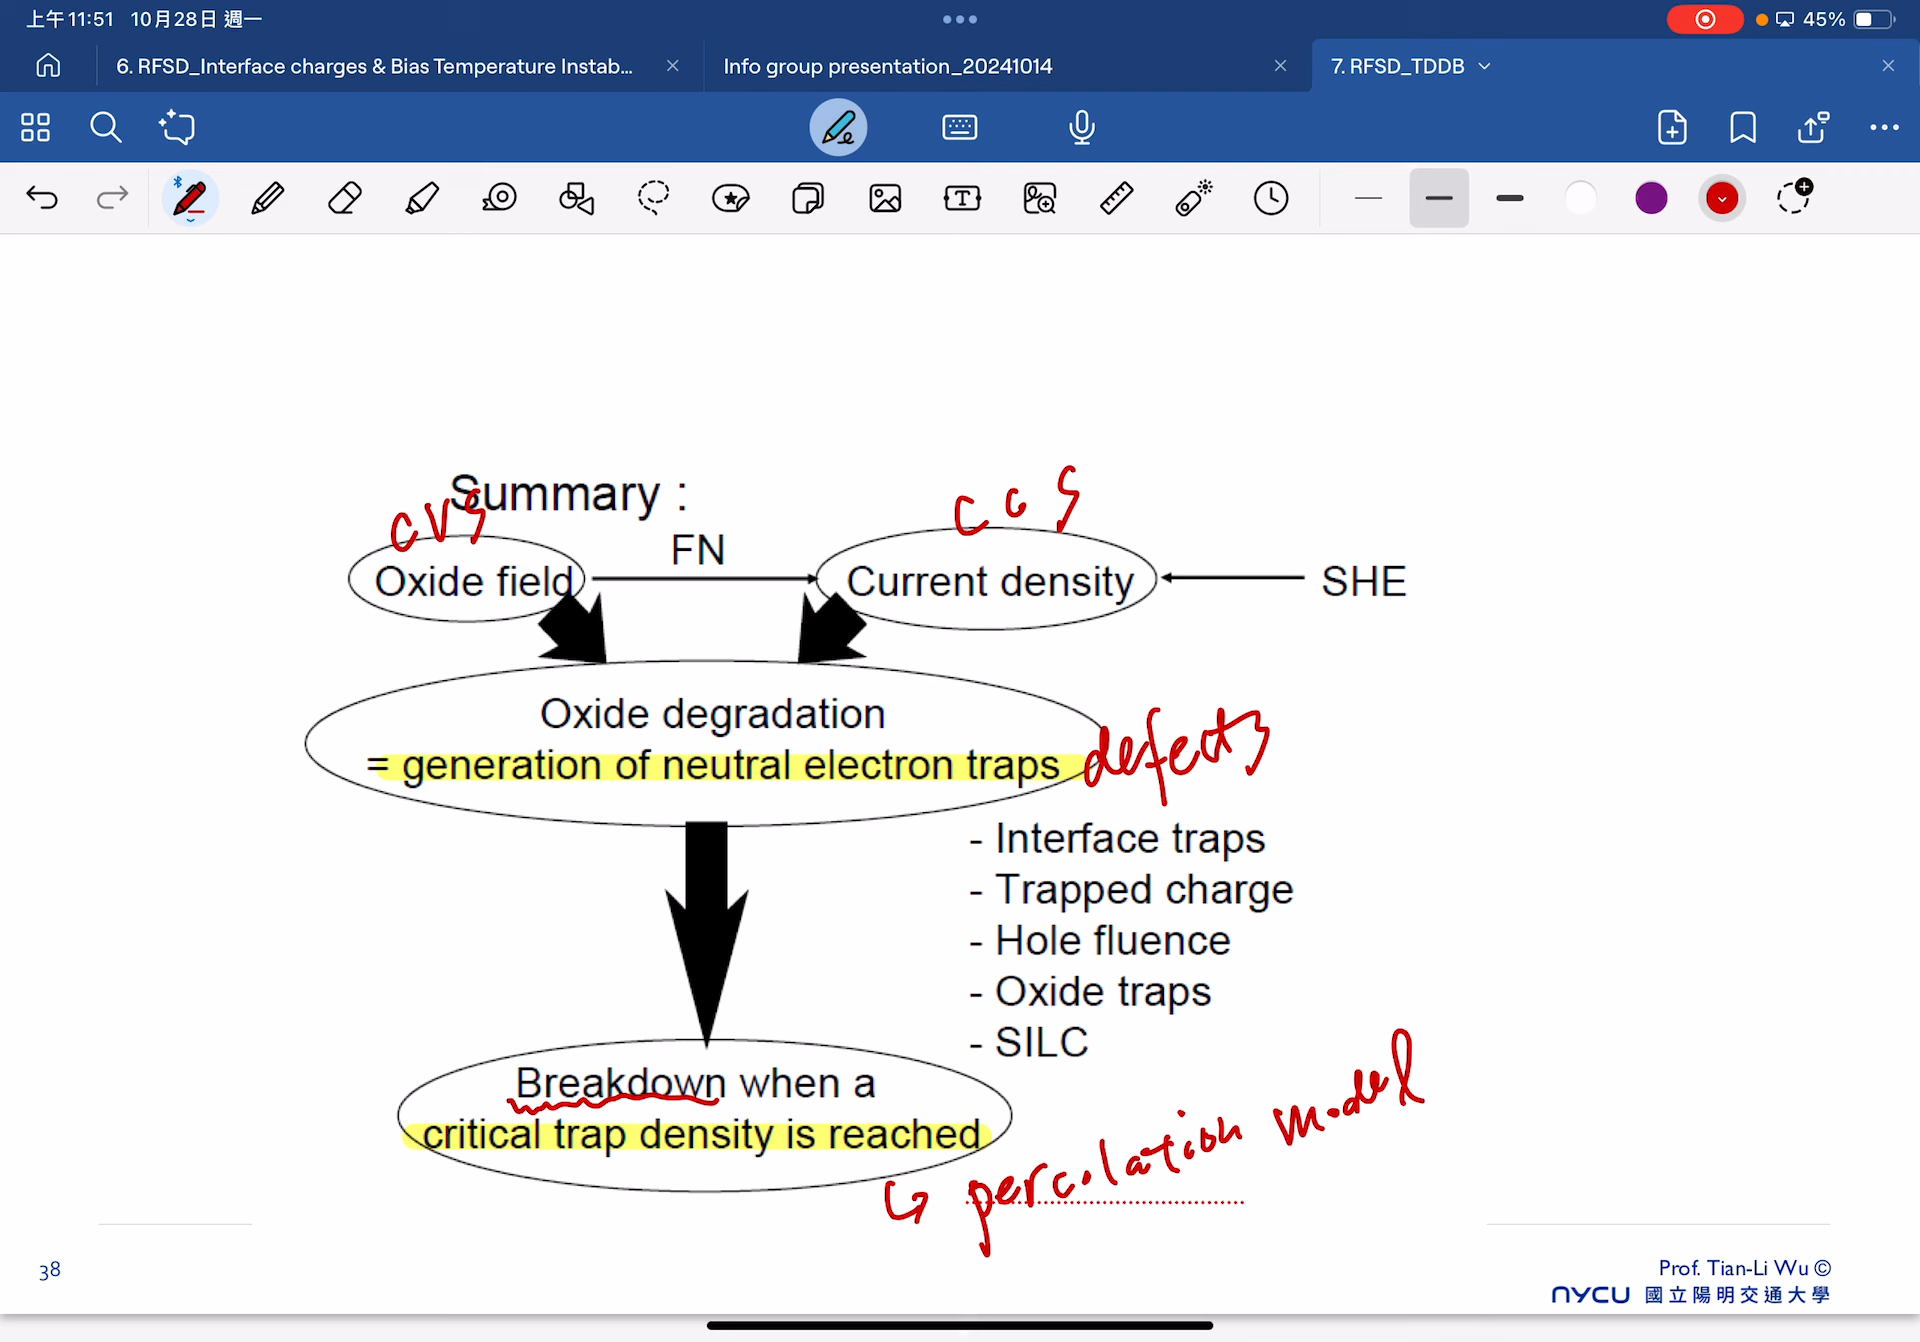 上午11:51 10月28日 週一
45%
6. RFSD_Interface charges & Bias Temperature Instab...
Info group presentation_20241014
7. RFSD_TDDB
Summary :
CVS
CCS
FN
Oxide field
Current density
SHE
Oxide degradation
= generation of neutral electron traps
defects
- Interface traps
- Trapped charge
- Hole fluence
- Oxide traps
- SILC
Breakdown when a
critical trap density is reached
↳ percolation model
38
Prof. Tian-Li Wu ©
NYCU 國立陽明交通大學